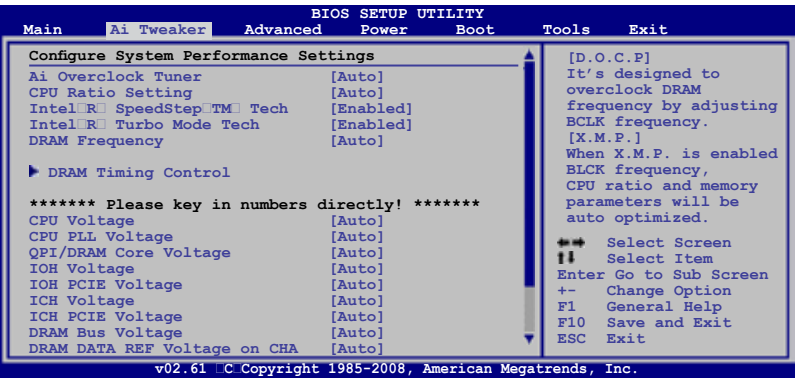 BIOS SETUP UTILITY
Main Ai Tweaker Advanced Power Boot Tools Exit
Configure System Performance Settings
Ai Overclock Tuner [Auto]
CPU Ratio Setting [Auto]
Intel□R□ SpeedStep□TM□ Tech [Enabled]
Intel□R□ Turbo Mode Tech [Enabled]
DRAM Frequency [Auto]
DRAM Timing Control
******* Please key in numbers directly! *******
CPU Voltage [Auto]
CPU PLL Voltage [Auto]
QPI/DRAM Core Voltage [Auto]
IOH Voltage [Auto]
IOH PCIE Voltage [Auto]
ICH Voltage [Auto]
ICH PCIE Voltage [Auto]
DRAM Bus Voltage [Auto]
DRAM DATA REF Voltage on CHA [Auto]
[D.O.C.P]
It's designed to
overclock DRAM
frequency by adjusting
BCLK frequency.
[X.M.P.]
When X.M.P. is enabled
BLCK frequency,
CPU ratio and memory
parameters will be
auto optimized.
Select Screen
Select Item
Enter Go to Sub Screen
+- Change Option
F1 General Help
F10 Save and Exit
ESC Exit
v02.61 □C□Copyright 1985-2008, American Megatrends, Inc.